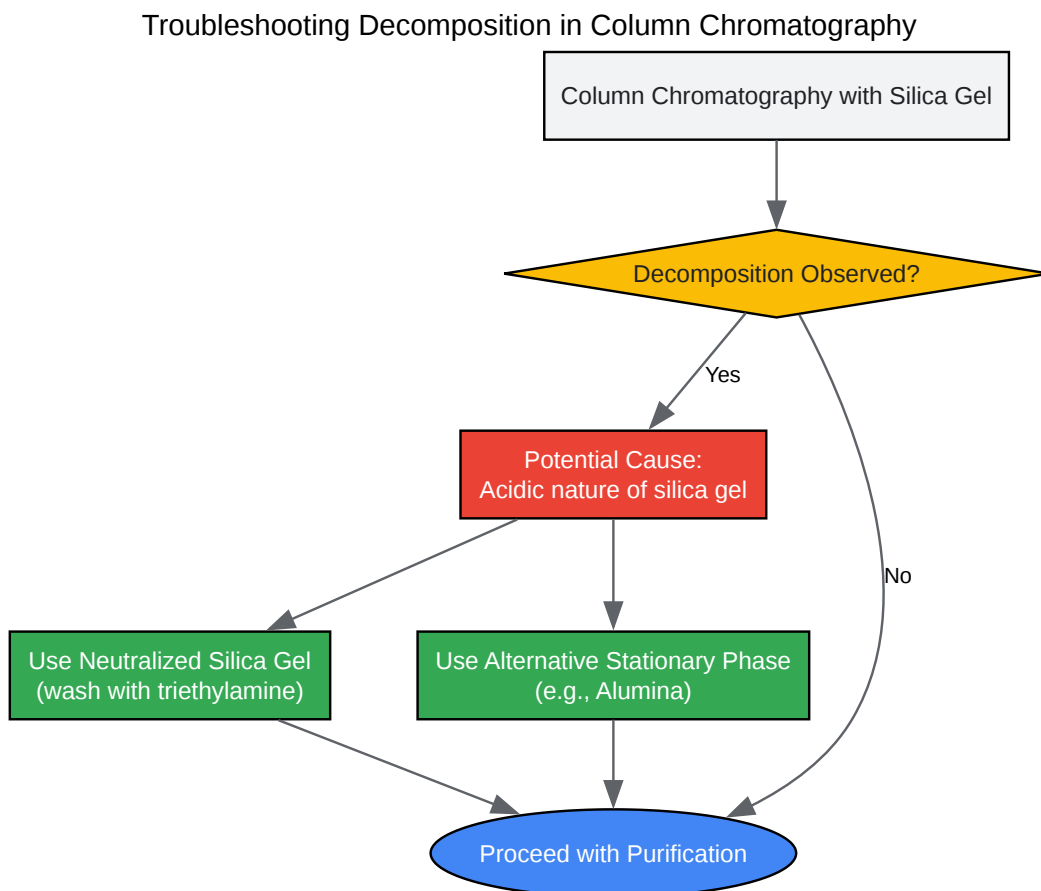 Troubleshooting Decomposition in Column Chromatography
Column Chromatography with Silica Gel
Decomposition Observed?
Yes
Potential Cause:
Acidic nature of silica gel
No
Use Neutralized Silica Gel
(wash with triethylamine)
Use Alternative Stationary Phase
(e.g., Alumina)
Proceed with Purification